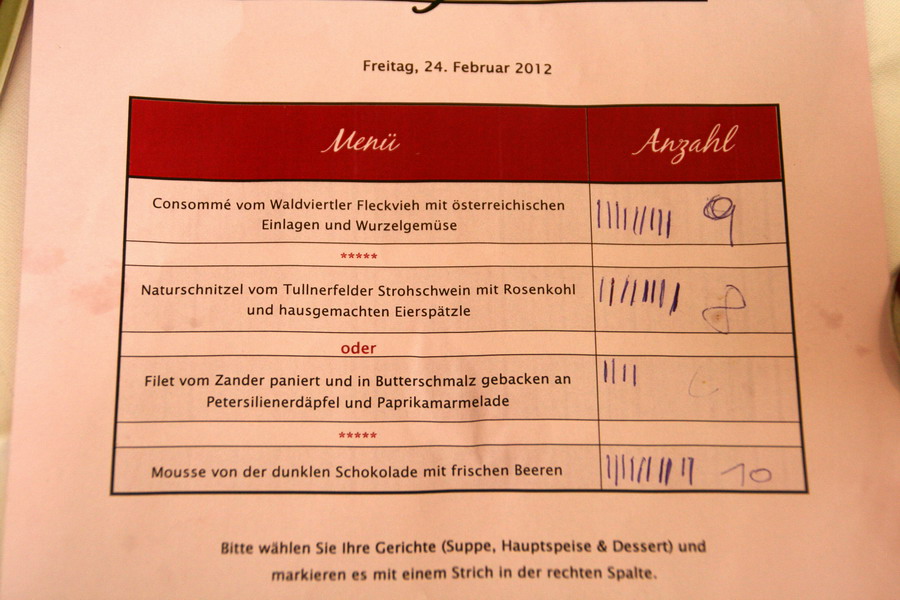 Freitag, 24. Februar 2012
Menü
Anzahl
Consommé vom Waldviertler Fleckvieh mit österreichischen
Einlagen und Wurzelgemüse
9
*****
Naturschnitzel vom Tullnerfelder Strohschwein mit Rosenkohl
und hausgemachten Eierspätzle
8
oder
Filet vom Zander paniert und in Butterschmalz gebacken an
Petersilienerdäpfel und Paprikamarmelade
*****
Mousse von der dunklen Schokolade mit frischen Beeren
10
Bitte wählen Sie Ihre Gerichte (Suppe, Hauptspeise & Dessert) und
markieren es mit einem Strich in der rechten Spalte.